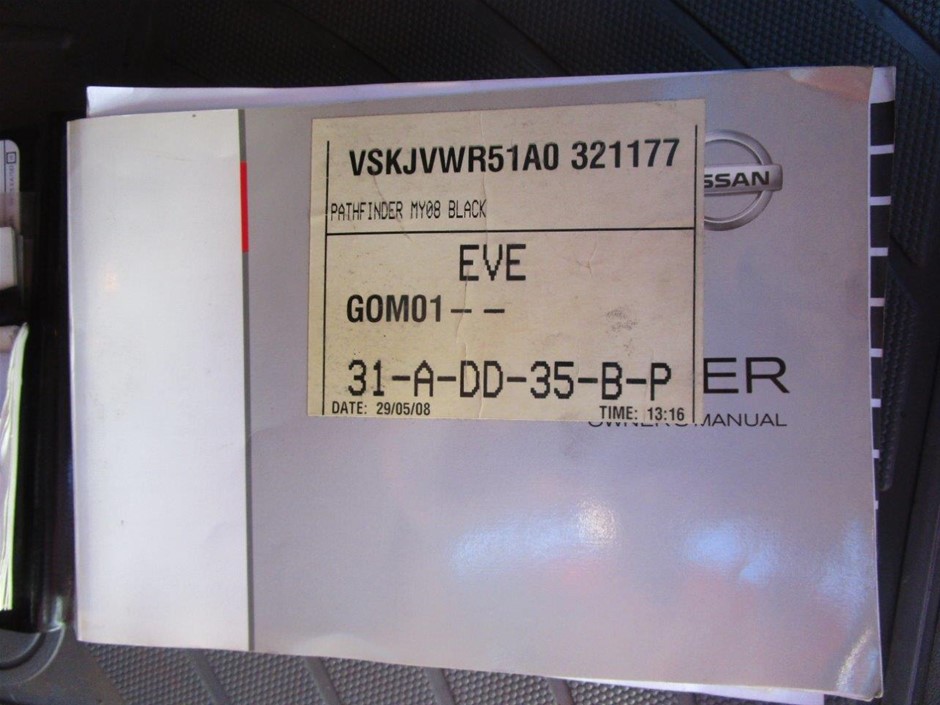 VSKJVWR51A0 321177
PATHFINDER MY08 BLACK
SSAN
EVE
GOM01--
31-A-DD-35-B-P
ER
DATE: 29/05/08 TIME: 13:16
OWNER'S MANUAL